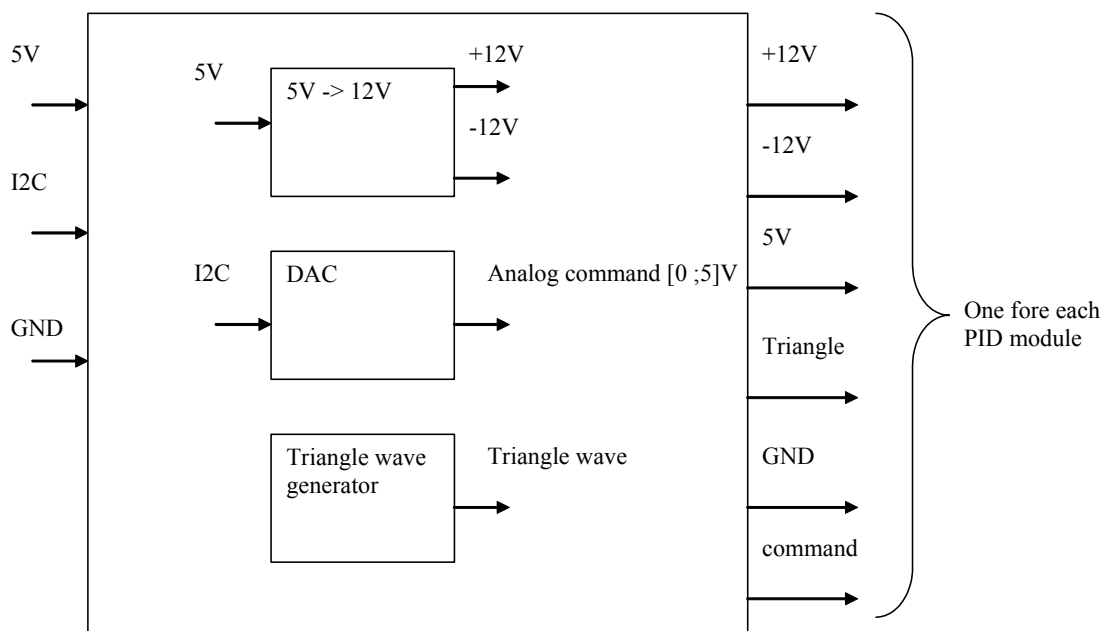 5V
I2C
GND
5V
5V -> 12V
+12V
-12V
I2C
DAC
Analog command [0 ;5]V
Triangle wave
generator
Triangle wave
+12V
-12V
5V
Triangle
GND
command
One fore each
PID module